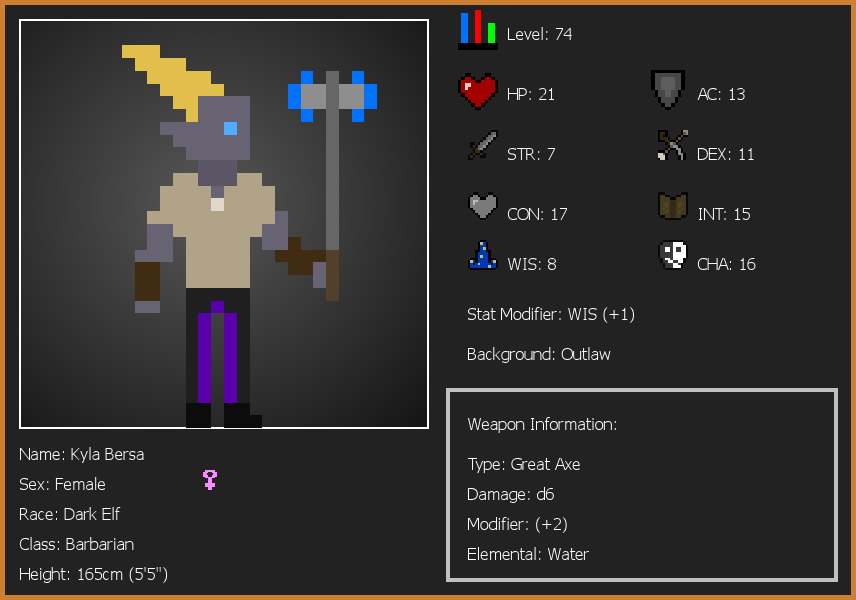 Level: 74
HP: 21
AC: 13
STR: 7
DEX: 11
CON: 17
INT: 15
WIS: 8
CHA: 16
Stat Modifier: WIS (+1)
Background: Outlaw
Weapon Information:
Type: Great Axe
Damage: d6
Modifier: (+2)
Elemental: Water
Name: Kyla Bersa
Sex: Female
Race: Dark Elf
Class: Barbarian
Height: 165cm (5'5")